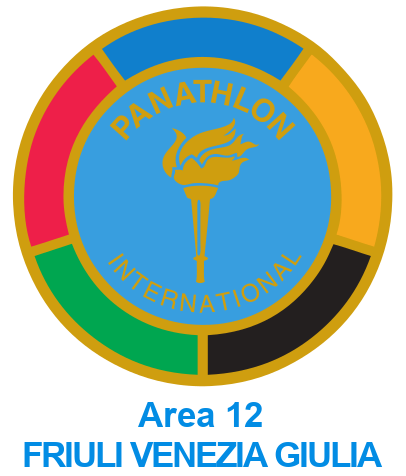 PANATHLON
INTERNATIONAL
Area 12
FRIULI VENEZIA GIULIA